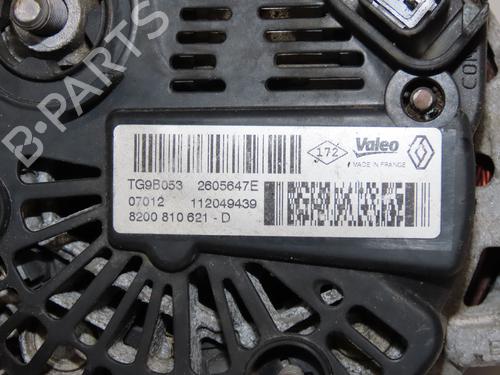 B-PARTS
172
Valeo
MADE IN FRANCE
TG9B053 2605647E
07012 112049439
8200 810 621 - D